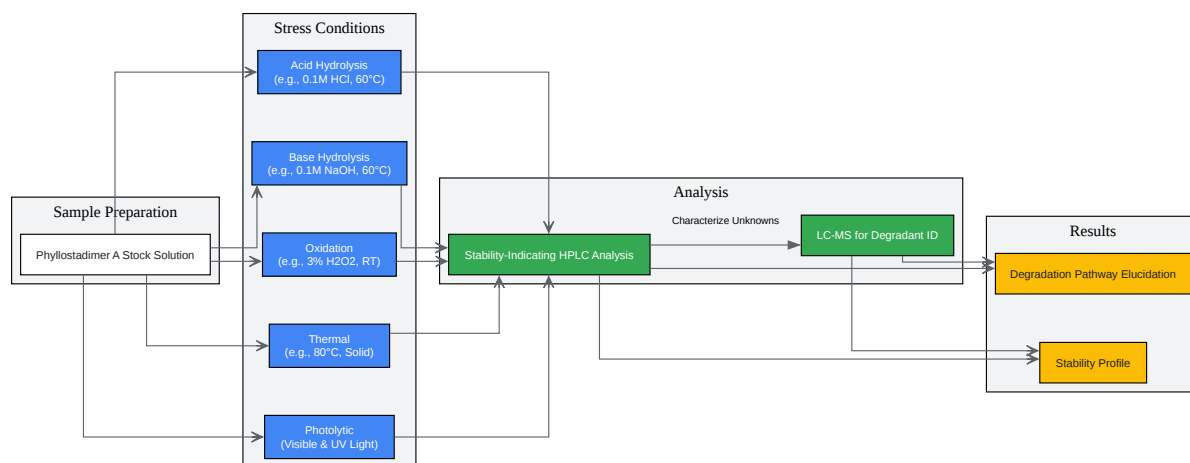 Stress Conditions
Acid Hydrolysis
(e.g., 0.1M HCl, 60°C)
Base Hydrolysis
(e.g., 0.1M NaOH, 60°C)
Sample Preparation
Phyllostadimer A Stock Solution
Oxidation
(e.g., 3% H2O2, RT)
Thermal
(e.g., 80°C, Solid)
Photolytic
(Visible & UV Light)
Analysis
Characterize Unknowns
Stability-Indicating HPLC Analysis
LC-MS for Degradant ID
Results
Degradation Pathway Elucidation
Stability Profile